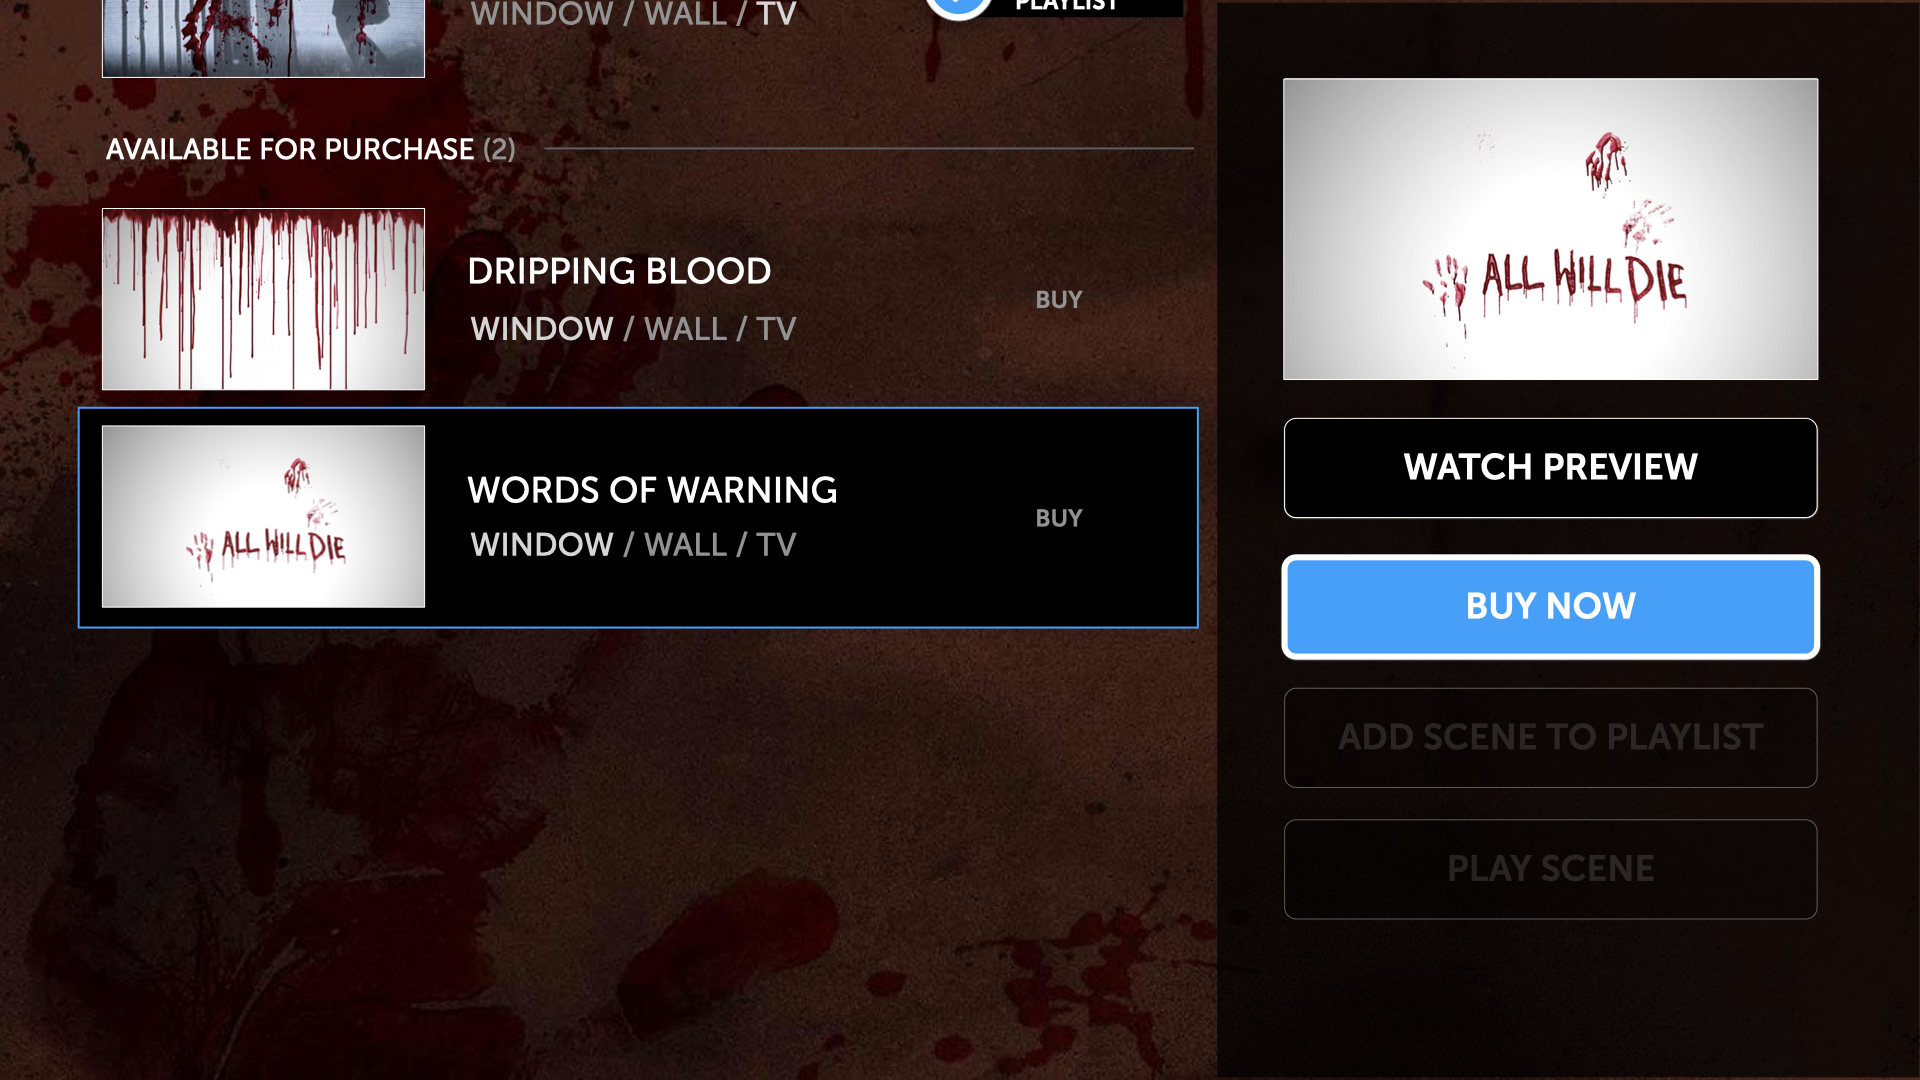 WINDOW / WALL / TV
PLAYLIST
AVAILABLE FOR PURCHASE (2)
DRIPPING BLOOD
WINDOW / WALL / TV
BUY
ALL WILL DIE
WORDS OF WARNING
WINDOW / WALL / TV
BUY
ALL WILL DIE
WATCH PREVIEW
BUY NOW
ADD SCENE TO PLAYLIST
PLAY SCENE